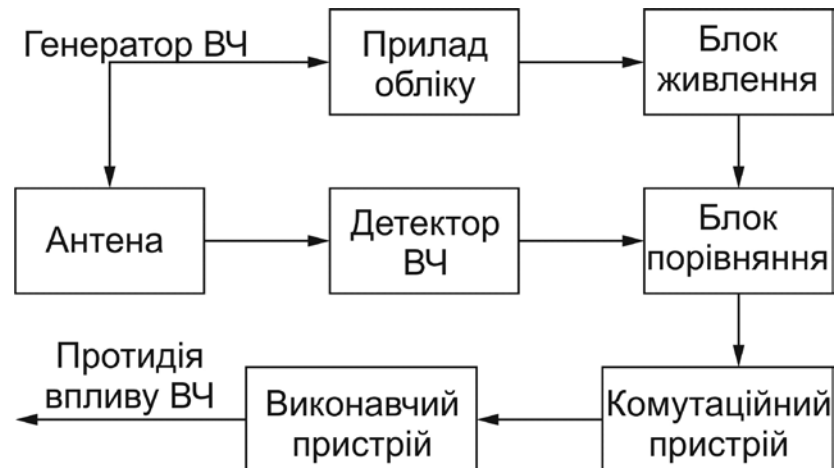 Генератор ВЧ
Прилад
обліку
Блок
живлення
Антена
Детектор
ВЧ
Блок
порівняння
Протидія
впливу ВЧ
Виконавчий
пристрій
Комутаційний
пристрій